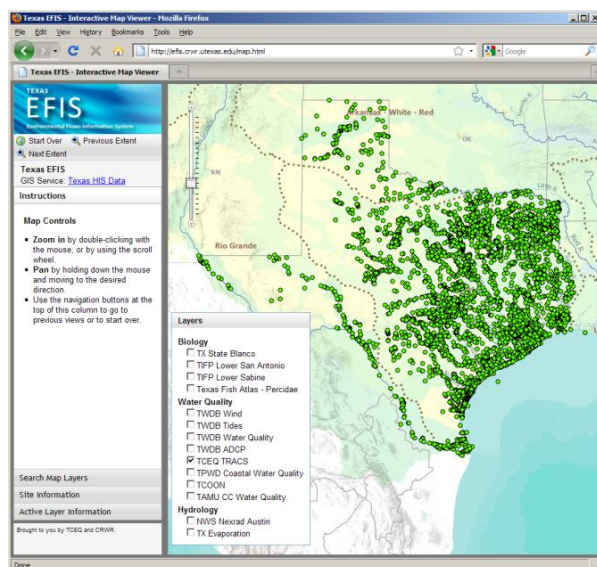 Texas EFIS - Interactive Map Viewer - Mozilla Firefox
File Edit View History Bookmarks Tools Help
http://efis.crwr.utexas.edu/map.html
Google
Texas EFIS - Interactive Map Viewer
TEXAS
EFIS
Environmental Flows Information System
Start Over Previous Extent
Next Extent
Texas EFIS
GIS Service: Texas HIS Data
Instructions
Map Controls
• Zoom in by double-clicking with
the mouse, or by using the scroll
wheel.
• Pan by holding down the mouse
and moving to the desired
direction.
• Use the navigation buttons at the
top of this column to go to
previous views or to start over.
Search Map Layers
Site Information
Active Layer Information
Brought to you by TCEQ and CRWR.
Done
Arkansas - White - Red
OK
NM
Rio Grande
Layers
Biology
TX State Blanco
TIFP Lower San Antonio
TIFP Lower Sabine
Texas Fish Atlas - Percidae
Water Quality
TWDB Wind
TWDB Tides
TWDB Water Quality
TWDB ADCP
TCEQ TRACS
TPWD Coastal Water Quality
TCOON
TAMU CC Water Quality
Hydrology
NWS Nexrad Austin
TX Evaporation